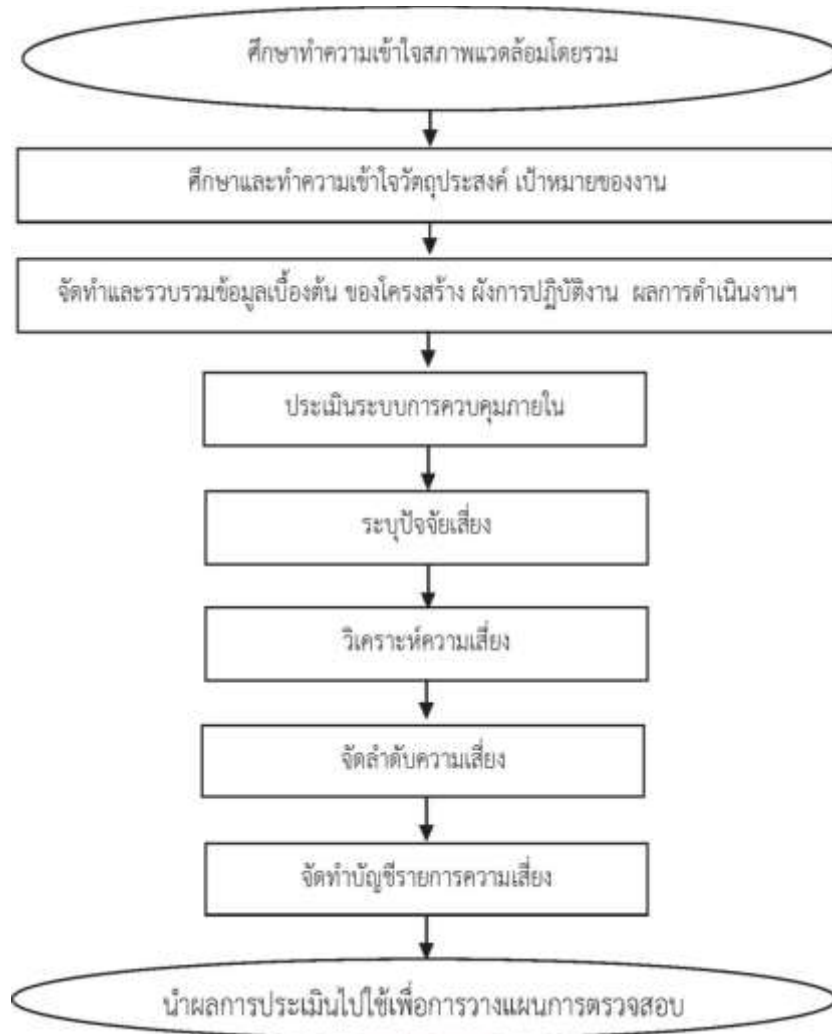 ศึกษาทำความเข้าใจสภาพแวดล้อมโดยรวม
ศึกษาและทำความเข้าใจวัตถุประสงค์ เป้าหมายของงาน
จัดทำและรวบรวมข้อมูลเบื้องต้น ของโครงสร้าง ผังการปฏิบัติงาน ผลการดำเนินงานฯ
ประเมินระบบการควบคุมภายใน
ระบุปัจจัยเสี่ยง
วิเคราะห์ความเสี่ยง
จัดลำดับความเสี่ยง
จัดทำบัญชีรายการความเสี่ยง
นำผลการประเมินไปใช้เพื่อการวางแผนการตรวจสอบ